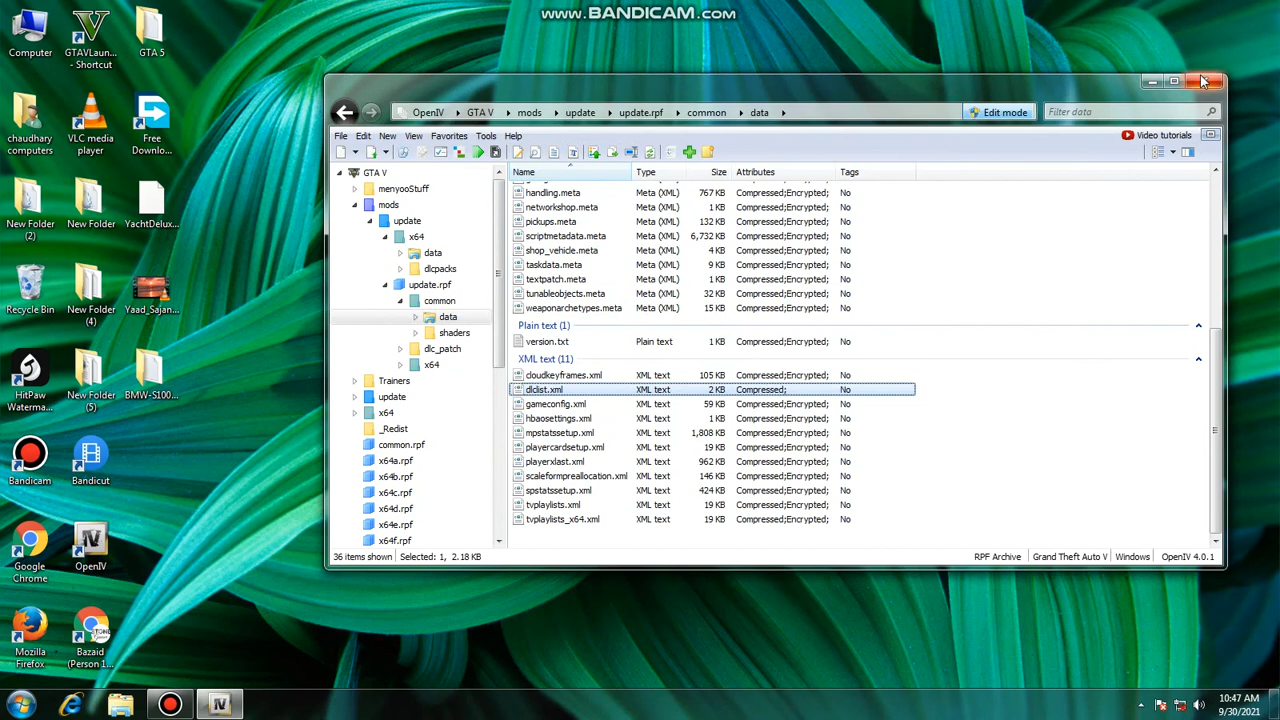 www.BANDICAM.com
Computer
GTAVLaun...
- Shortcut
GTA 5
chaudhary
computers
VLC media
player
Free
Downlo...
New Folder
(2)
New Folder
YachtDelux...
Recycle Bin
New Folder
(4)
Yaad_Sajan...
HitPaw
Waterma...
New Folder
(5)
BMW-S100...
Bandicam
Bandicut
Google
Chrome
OpenIV
Mozilla
Firefox
Bazaid
(Person 1...
OpenIV
GTA V
mods
update
update.rpf
common
data
Edit mode
Filter data
File
Edit
New
View
Favorites
Tools
Help
Video tutorials
GTA V
menyooStuff
mods
update
x64
data
dlcpacks
update.rpf
common
data
shaders
dlc_patch
x64
Trainers
update
x64
_Redist
common.rpf
x64a.rpf
x64b.rpf
x64c.rpf
x64d.rpf
x64e.rpf
x64f.rpf
Name Type Size Attributes Tags
handling.meta Meta (XML) 767 KB Compressed;Encrypted; No
networkshop.meta Meta (XML) 1 KB Compressed;Encrypted; No
pickups.meta Meta (XML) 132 KB Compressed;Encrypted; No
scriptmetadata.meta Meta (XML) 6,732 KB Compressed;Encrypted; No
shop_vehicle.meta Meta (XML) 4 KB Compressed;Encrypted; No
taskdata.meta Meta (XML) 9 KB Compressed;Encrypted; No
textpatch.meta Meta (XML) 1 KB Compressed;Encrypted; No
tunableobjects.meta Meta (XML) 32 KB Compressed;Encrypted; No
weaponarchetypes.meta Meta (XML) 15 KB Compressed;Encrypted; No
Plain text (1)
version.txt Plain text 1 KB Compressed;Encrypted; No
XML text (11)
cloudkeyframes.xml XML text 105 KB Compressed;Encrypted; No
dlclist.xml XML text 2 KB Compressed; No
gameconfig.xml XML text 59 KB Compressed;Encrypted; No
hbaosettings.xml XML text 1 KB Compressed;Encrypted; No
mpstatssetup.xml XML text 1,808 KB Compressed;Encrypted; No
playercardsetup.xml XML text 19 KB Compressed;Encrypted; No
playerxlast.xml XML text 962 KB Compressed;Encrypted; No
scaleformpreallocation.xml XML text 146 KB Compressed;Encrypted; No
spstatssetup.xml XML text 424 KB Compressed;Encrypted; No
tvplaylists.xml XML text 19 KB Compressed;Encrypted; No
tvplaylists_x64.xml XML text 19 KB Compressed;Encrypted; No
36 items shown Selected: 1, 2.18 KB
RPF Archive Grand Theft Auto V Windows OpenIV 4.0.1
10:47 AM
9/30/2021